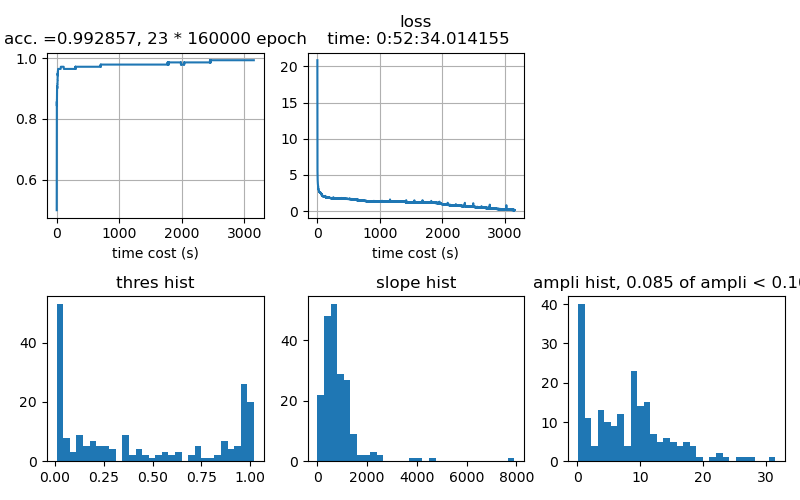 acc. =0.992857, 23 * 160000 epoch
loss
time: 0:52:34.014155
1.0
0.8
0.6
0 1000 2000 3000
time cost (s)
20
15
10
5
0
0 1000 2000 3000
time cost (s)
thres hist
40
20
0
0.00 0.25 0.50 0.75 1.00
slope hist
40
20
0
0 2000 4000 6000 8000
ampli hist, 0.085 of ampli < 0.10
40
30
20
10
0
0 10 20 30